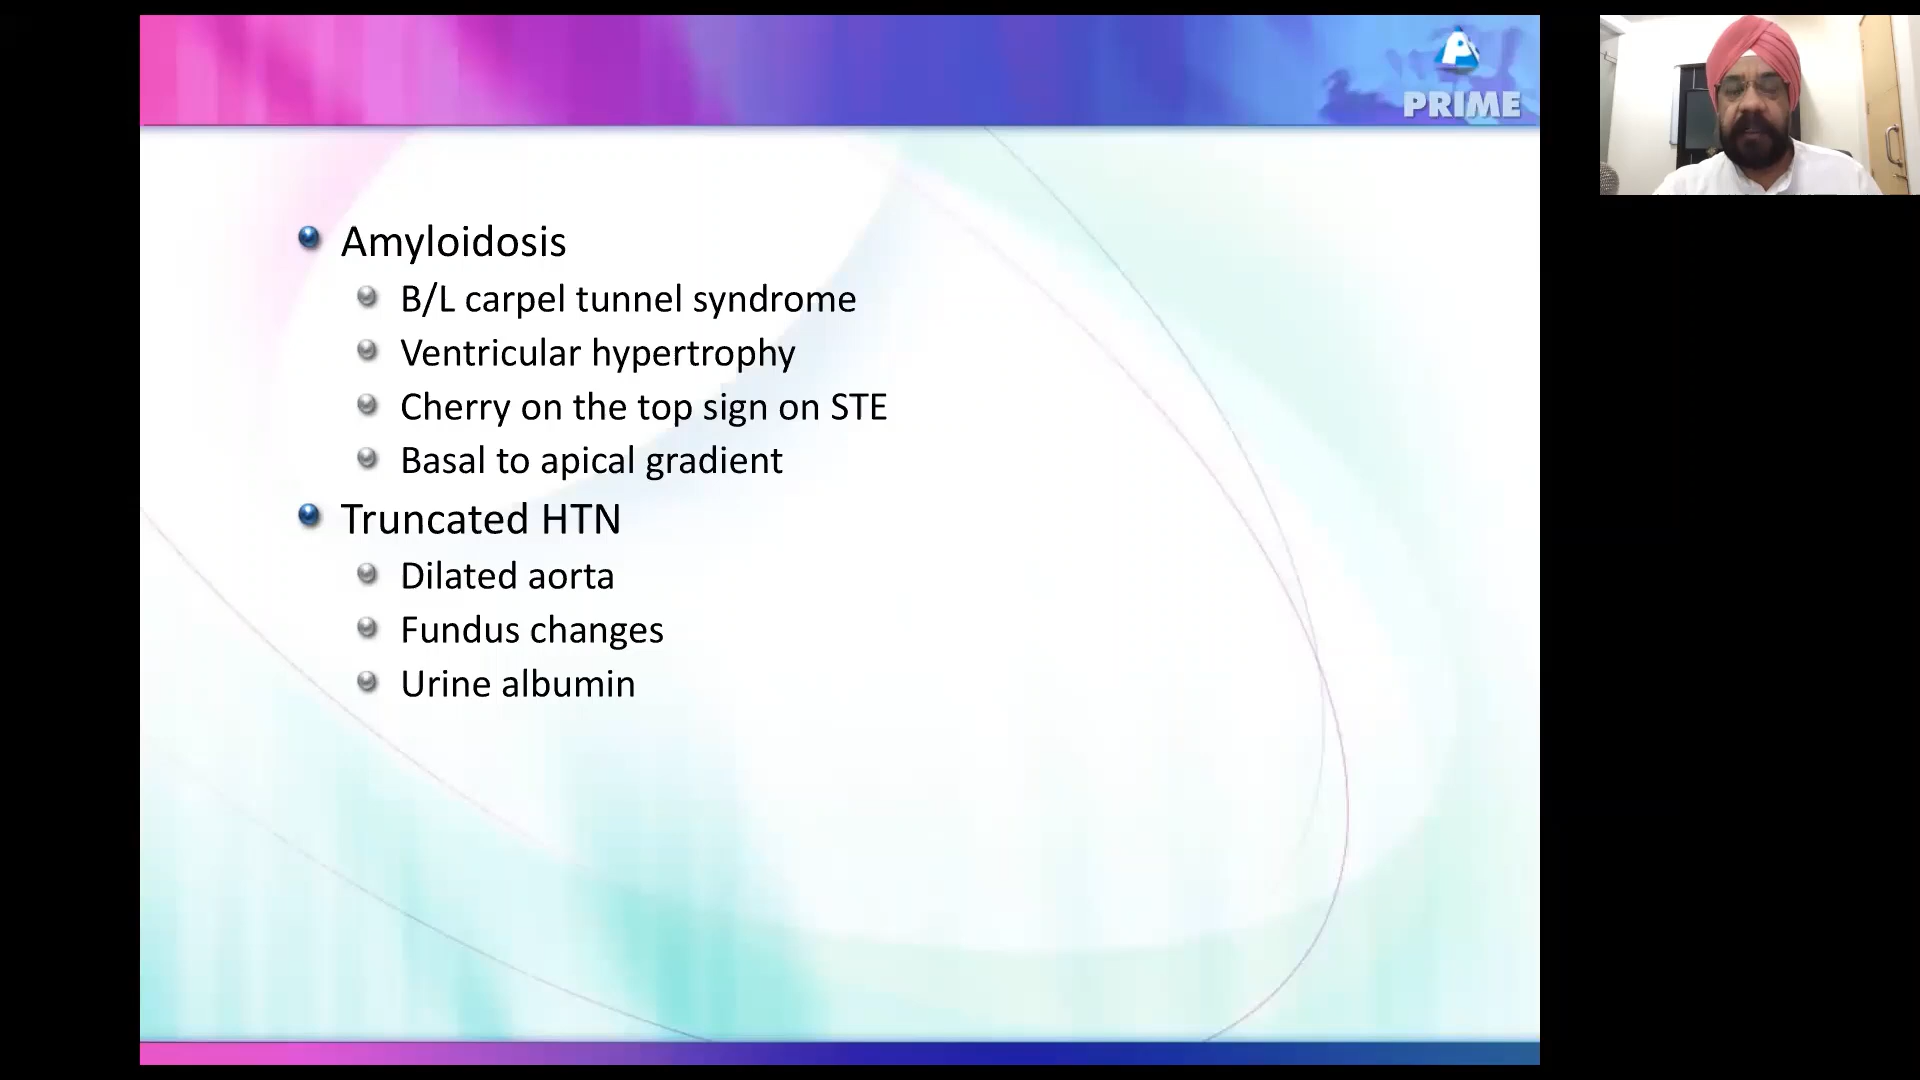 PRIME
Amyloidosis
B/L carpel tunnel syndrome
Ventricular hypertrophy
Cherry on the top sign on STE
Basal to apical gradient
Truncated HTN
Dilated aorta
Fundus changes
Urine albumin